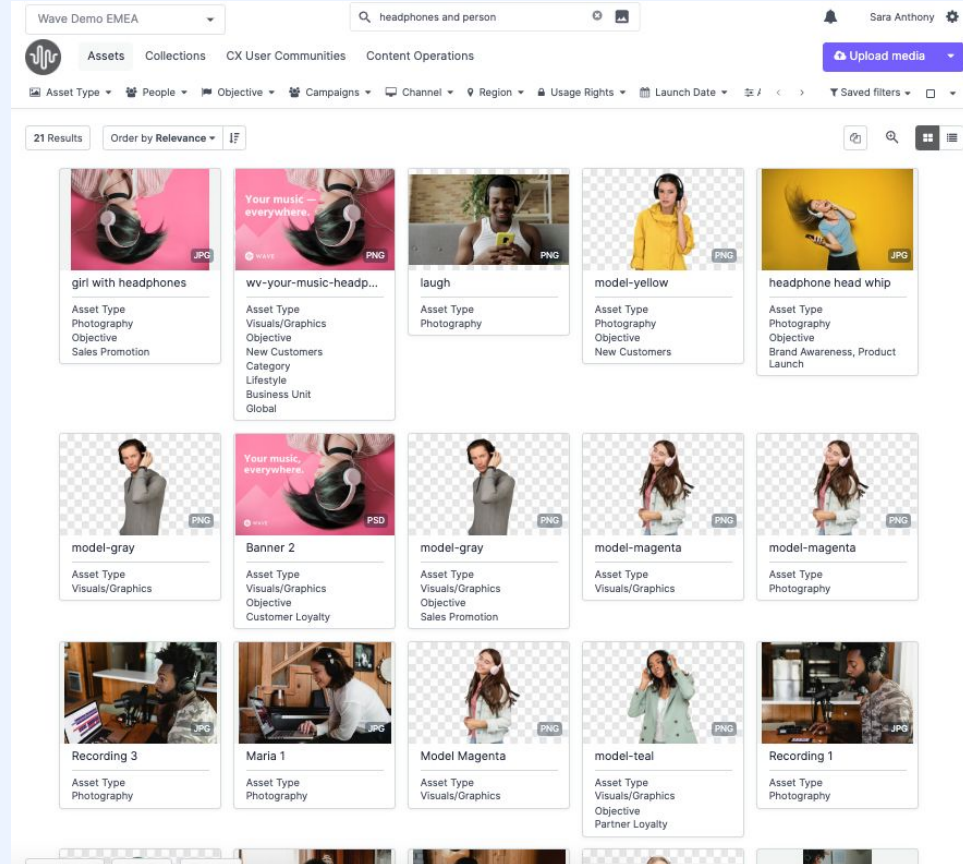 Wave Demo EMEA
headphones and person
Sara Anthony
Assets Collections CX User Communities Content Operations
Upload media
Asset Type People Objective Campaigns Channel Region Usage Rights Launch Date Saved filters
21 Results Order by Relevance
Your music —
everywhere.
WAVE
JPG PNG PNG PNG JPG
girl with headphones
Asset Type
Photography
Objective
Sales Promotion
wv-your-music-headp...
Asset Type
Visuals/Graphics
Objective
New Customers
Category
Lifestyle
Business Unit
Global
laugh
Asset Type
Photography
model-yellow
Asset Type
Photography
Objective
New Customers
headphone head whip
Asset Type
Photography
Objective
Brand Awareness, Product
Launch
Your music,
everywhere.
WAVE
PNG PSD PNG PNG PNG
model-gray
Asset Type
Visuals/Graphics
Banner 2
Asset Type
Visuals/Graphics
Objective
Customer Loyalty
model-gray
Asset Type
Visuals/Graphics
Objective
Sales Promotion
model-magenta
Asset Type
Visuals/Graphics
model-magenta
Asset Type
Photography
JPG JPG PNG PNG JPG
Recording 3
Asset Type
Photography
Maria 1
Asset Type
Photography
Model Magenta
Asset Type
Visuals/Graphics
model-teal
Asset Type
Visuals/Graphics
Objective
Partner Loyalty
Recording 1
Asset Type
Photography